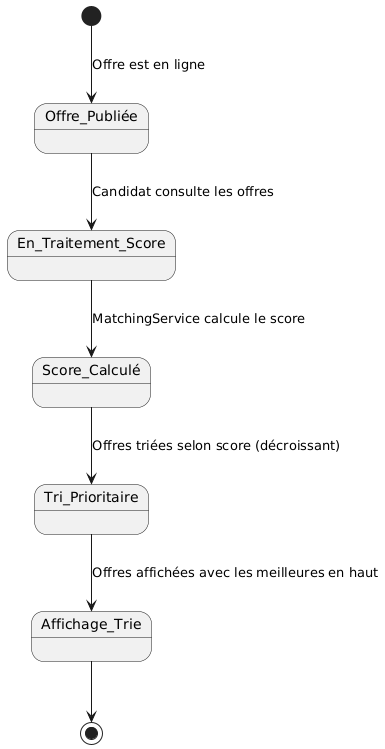 Offre est en ligne
Offre_Publiée
Candidat consulte les offres
En_Traitement_Score
MatchingService calcule le score
Score_Calculé
Offres triées selon score (décroissant)
Tri_Prioritaire
Offres affichées avec les meilleures en haut
Affichage_Trie